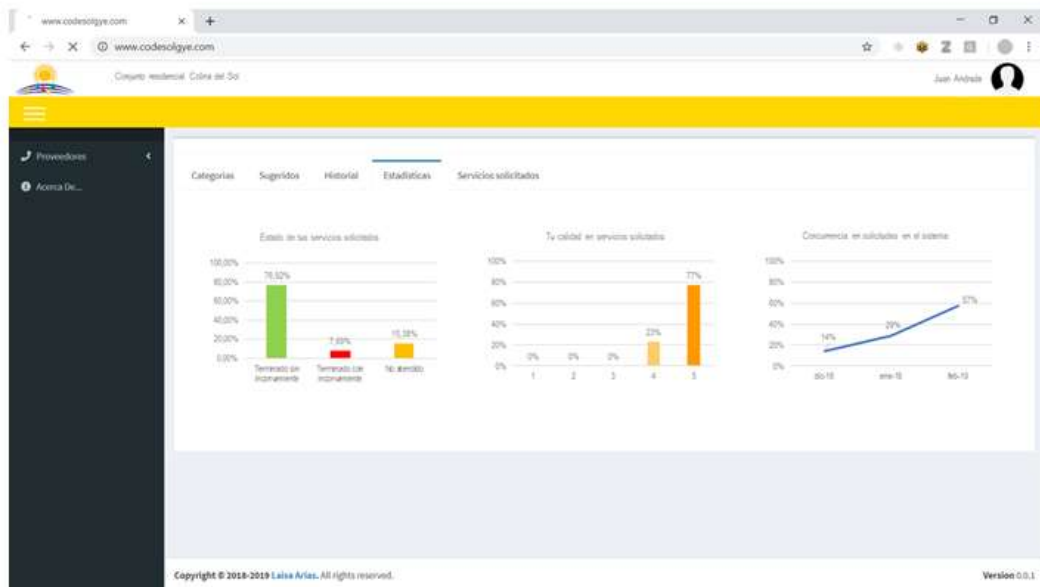 www.codesolgye.com
www.codesolgye.com
Conjunto residencial Colina del Sol
Juan Andrade
Proveedores
Acerca De...
Categorias
Sugeridos
Historial
Estadísticas
Servicios solicitados
Estado de tus servicios solicitados
100,00%
80,00%
60,00%
40,00%
20,00%
0,00%
76,92%
7,69%
15,38%
Terminado sin
inconveniente
Terminado con
inconveniente
No atendido
Tu calidad en servicios solicitados
100%
80%
60%
40%
20%
0%
0%
0%
0%
23%
77%
1
2
3
4
5
Concurrencia en solicitudes en el sistema
100%
80%
60%
40%
20%
0%
14%
29%
57%
dic-18
feb-19
Copyright © 2018-2019 Laisa Arias. All rights reserved.
Version 0.0.1